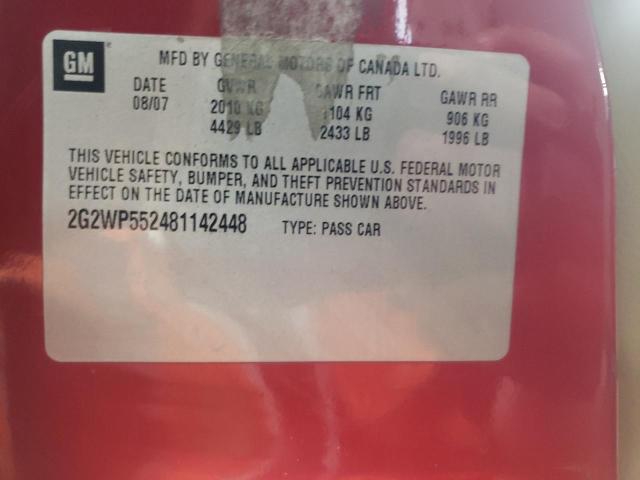 GM
MFD BY GENERAL MOTORS OF CANADA LTD.
DATE GVWR GAWR FRT GAWR RR
08/07 2010 KG 1104 KG 906 KG
4429 LB 2433 LB 1996 LB
THIS VEHICLE CONFORMS TO ALL APPLICABLE U.S. FEDERAL MOTOR
VEHICLE SAFETY, BUMPER, AND THEFT PREVENTION STANDARDS IN
EFFECT ON THE DATE OF MANUFACTURE SHOWN ABOVE.
2G2WP552481142448 TYPE: PASS CAR